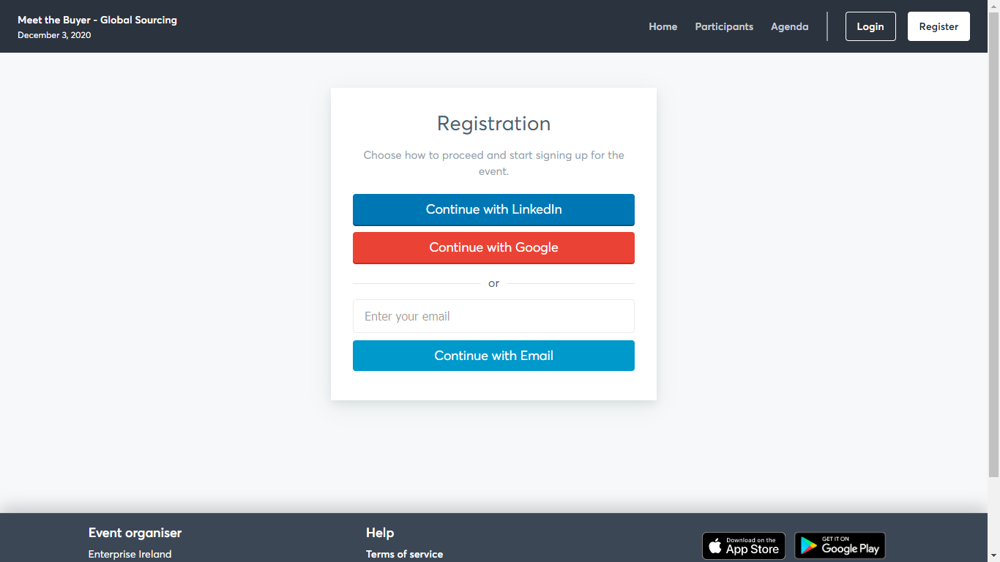 Meet the Buyer - Global Sourcing
December 3, 2020
Home
Participants
Agenda
Login
Register
Registration
Choose how to proceed and start signing up for the
event.
Continue with LinkedIn
Continue with Google
or
Enter your email
Continue with Email
Event organiser
Enterprise Ireland
Help
Terms of service
Download on the
App Store
GET IT ON
Google Play